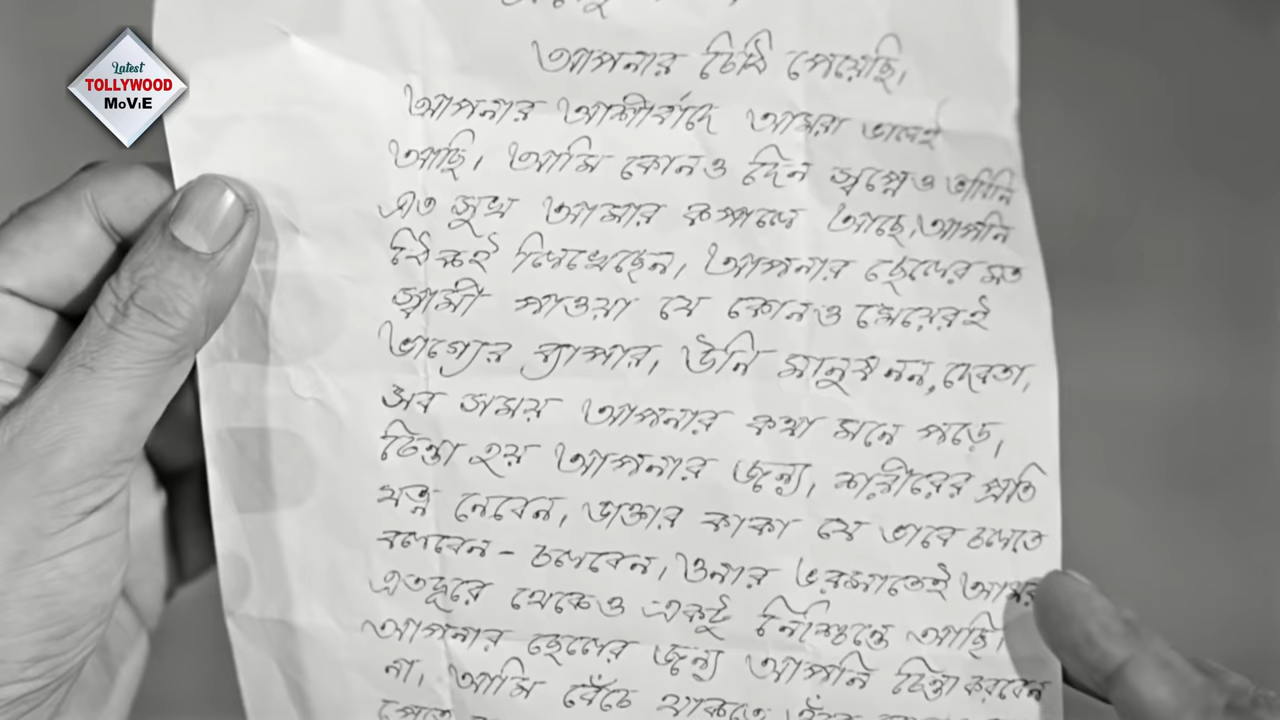 Latest
TOLLYWOOD
MoViE
আপনার চিঠি পেয়েছি।
আপনার আশীর্বাদে আমরা ভালোই
আছি। আমি কোনও দিন স্বপ্নেও ভাবিনি
এত সুখ আমার কপালে আছে। আপনি
ঠিকই লিখেছেন, আপনার ছেলের মত
স্বামী পাওয়া যে কোনও মেয়েরই
ভাগ্যের ব্যাপার, উনি মানুষ নন, দেবতা,
সব সময় আপনার কথা মনে পড়ে,
চিন্তা হয় আপনার জন্য, শরীরের প্রতি
যত্ন নেবেন, ডাক্তার কাকা যে ভাবে চলতে
বলবেন - চলবেন, ওনার ভরসাতেই আমরা
এতদূরে থেকেও একটু নিশ্চিন্তে আছি।
আপনার ছেলের জন্য আপনি চিন্তা করবেন
না, আমি বেঁচে থাকতে